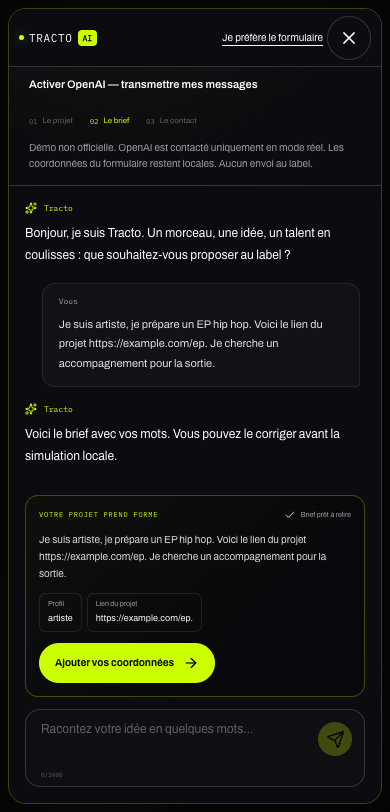 TRACTO AI
Je préfère le formulaire
Activer OpenAI — transmettre mes messages
01 Le projet 02 Le brief 03 Le contact
Démo non officielle. OpenAI est contacté uniquement en mode réel. Les
coordonnées du formulaire restent locales. Aucun envoi au label.
Tracto
Bonjour, je suis Tracto. Un morceau, une idée, un talent en
coulisses : que souhaitez-vous proposer au label ?
Vous
Je suis artiste, je prépare un EP hip hop. Voici le lien du
projet https://example.com/ep. Je cherche un
accompagnement pour la sortie.
Tracto
Voici le brief avec vos mots. Vous pouvez le corriger avant la
simulation locale.
VOTRE PROJET PREND FORME
Brief prêt à relire
Je suis artiste, je prépare un EP hip hop. Voici le lien du projet
https://example.com/ep. Je cherche un accompagnement pour la
sortie.
Profil
artiste
Lien du projet
https://example.com/ep.
Ajouter vos coordonnées
Racontez votre idée en quelques mots...
0/2400